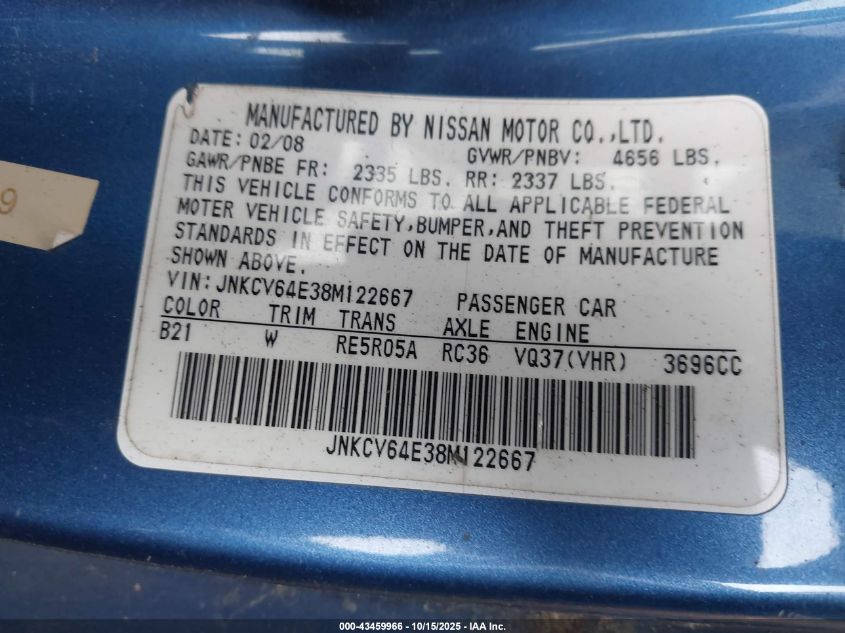 MANUFACTURED BY NISSAN MOTOR CO.,LTD.
DATE: 02/08 GVWR/PNBV: 4656 LBS.
GAWR/PNBE FR: 2335 LBS. RR: 2337 LBS.
THIS VEHICLE CONFORMS TO ALL APPLICABLE FEDERAL
MOTER VEHICLE SAFETY,BUMPER,AND THEFT PREVENTION
STANDARDS IN EFFECT ON THE DATE OF MANUFACTURE
SHOWN ABOVE.
VIN:JNKCV64E38M122667 PASSENGER CAR
COLOR TRIM TRANS AXLE ENGINE
B21 W RE5R05A RC36 VQ37(VHR) 3696CC
JNKCV64E38M122667
9
000-43459966 - 10/15/2025 - IAA Inc.